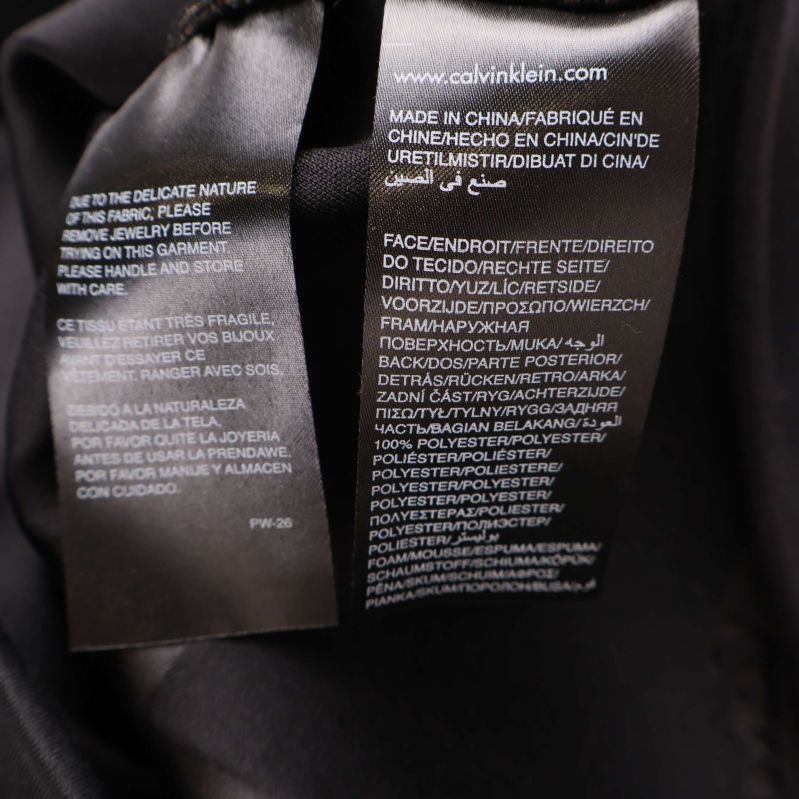 DUE TO THE DELICATE NATURE
OF THIS FABRIC, PLEASE
REMOVE JEWELRY BEFORE
TRYING ON THIS GARMENT.
PLEASE HANDLE AND STORE
WITH CARE.
CE TISSU ETANT TRÈS FRAGILE,
VEUILLEZ RETIRER VOS BIJOUX
AVANT D'ESSAYER CE
VÊTEMENT. RANGER AVEC SOIS.
DEBIDO A LA NATURALEZA
DELICADA DE LA TELA,
POR FAVOR QUITE LA JOYERIA
ANTES DE USAR LA PRENDAWE.
POR FAVOR MANIJE Y ALMACEN
CON CUIDADO.
PW-26
www.calvinklein.com
MADE IN CHINA/FABRIQUÉ EN
CHINE/HECHO EN CHINA/CIN'DE
URETILMISTIR/DIBUAT DI CINA/
صنع في الصين
FACE/ENDROIT/FRENTE/DIREITO
DO TECIDO/RECHTE SEITE/
DIRITTO/YUZ/LÍC/RETSIDE/
VOORZIJDE/ΠΡΟΣΩΠΟ/WIERZCH/
FRAM/НАРУЖНАЯ
ПОВЕРХНОСТЬ/MUKA/الوجه
BACK/DOS/PARTE POSTERIOR/
DETRÁS/RÜCKEN/RETRO/ARKA/
ZADNÍ ČÁST/RYG/ACHTERZIJDE/
ΠΙΣΩ/TYŁ/TYLNY/RYGG/ЗАДНЯЯ
ЧАСТЬ/BAGIAN BELAKANG/العودة
100% POLYESTER/POLYESTER/
POLIÉSTER/POLIÉSTER/
POLYESTER/POLIESTERE/
POLYESTER/POLYESTER/
POLYESTER/POLYESTER/
ΠΟΛΥΕΣΤΕΡΑΣ/POLYESTER/
POLYESTER/ПОЛИЭСТЕР/
POLIESTER/بوليستر
FOAM/MOUSSE/ESPUMA/ESPUMA/
SCHAUMSTOFF/SCHIUMA/KÖPÜK/
PĚNA/SKUM/SCHUIM/ΑΦΡΟΣ/
PIANKA/SKUM/ПОРОЛОН/BUSA/